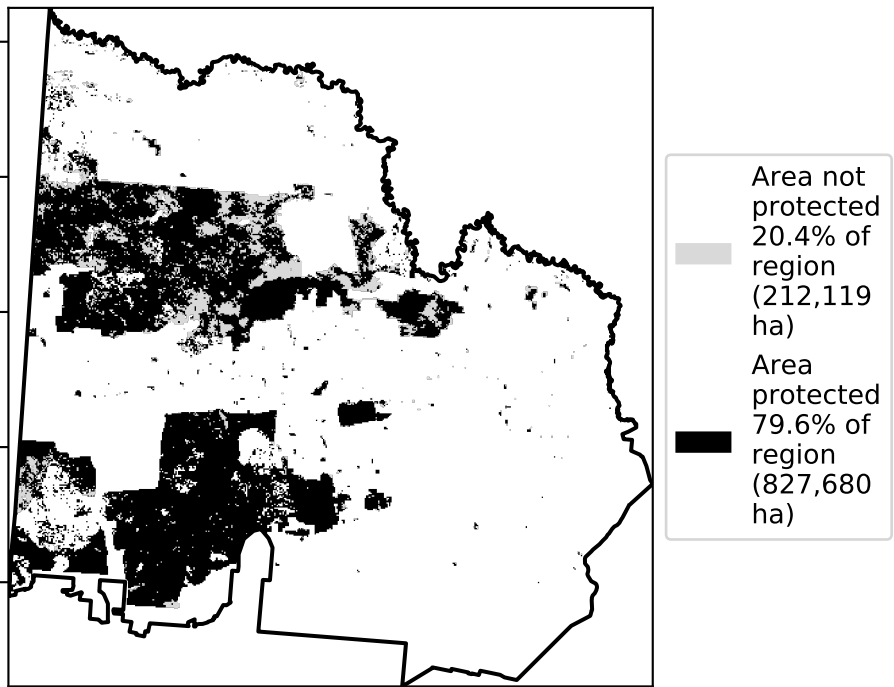 Area not
protected
20.4% of
region
(212,119
ha)
Area
protected
79.6% of
region
(827,680
ha)